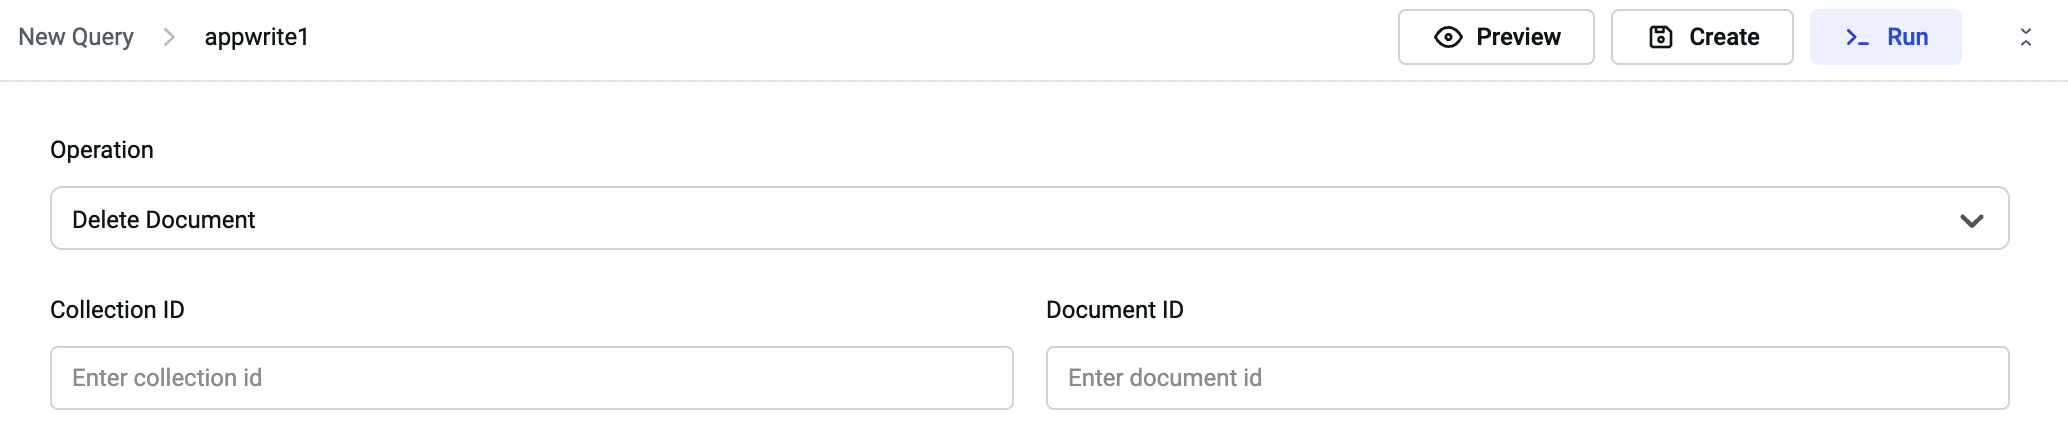 New Query > appwrite1
Preview
Create
>_ Run
Operation
Delete Document
Collection ID
Document ID
Enter collection id
Enter document id